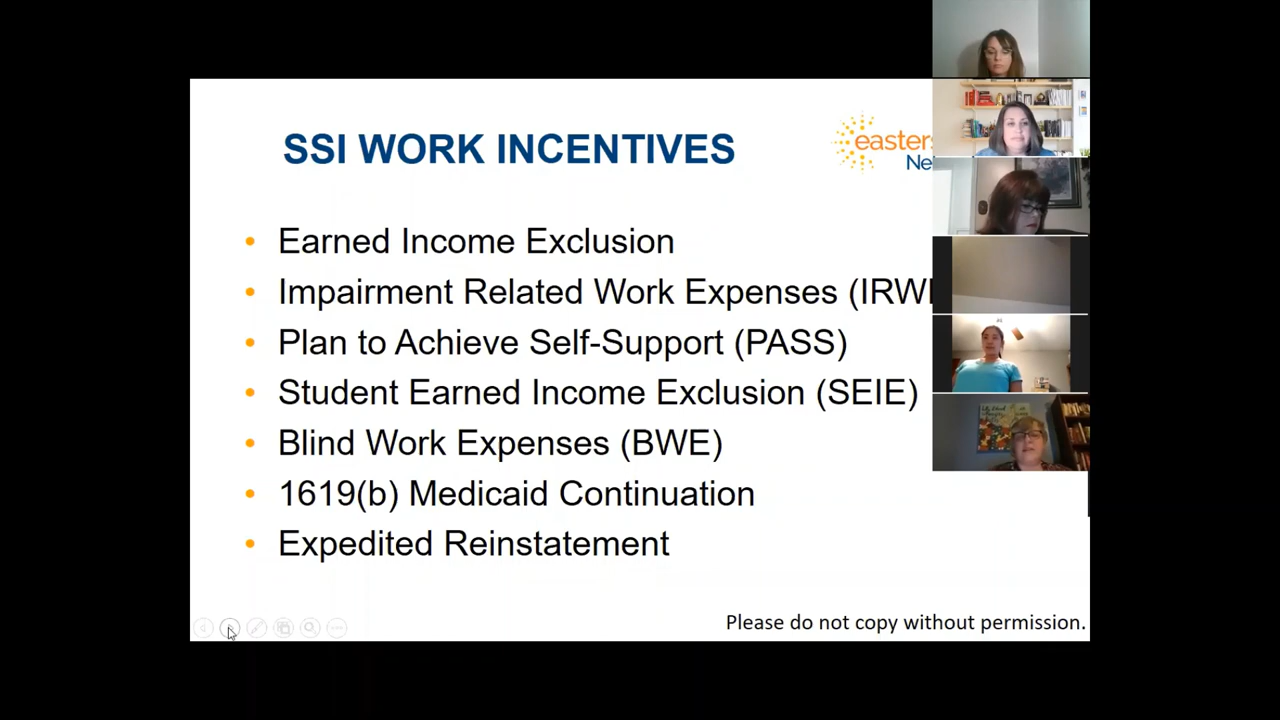 SSI WORK INCENTIVES
• Earned Income Exclusion
• Impairment Related Work Expenses (IRW
• Plan to Achieve Self-Support (PASS)
• Student Earned Income Exclusion (SEIE)
• Blind Work Expenses (BWE)
• 1619(b) Medicaid Continuation
• Expedited Reinstatement
Please do not copy without permission.